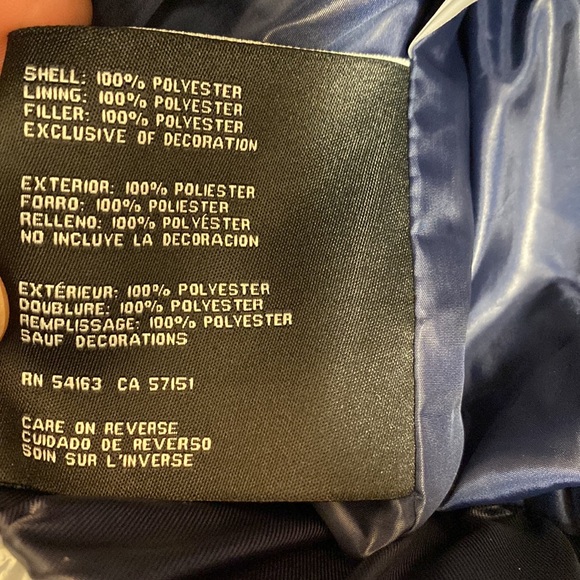 SHELL: 100% POLYESTER
LINING: 100% POLYESTER
FILLER: 100% POLYESTER
EXCLUSIVE OF DECORATION
EXTERIOR: 100% POLIESTER
FORRO: 100% POLIESTER
RELLENO: 100% POLYÉSTER
NO INCLUYE LA DECORACION
EXTÉRIEUR: 100% POLYESTER
DOUBLURE: 100% POLYESTER
REMPLISSAGE: 100% POLYESTER
SAUF DECORATIONS
RN 54163 CA 57151
CARE ON REVERSE
CUIDADO DE REVERSO
SOIN SUR L'INVERSE